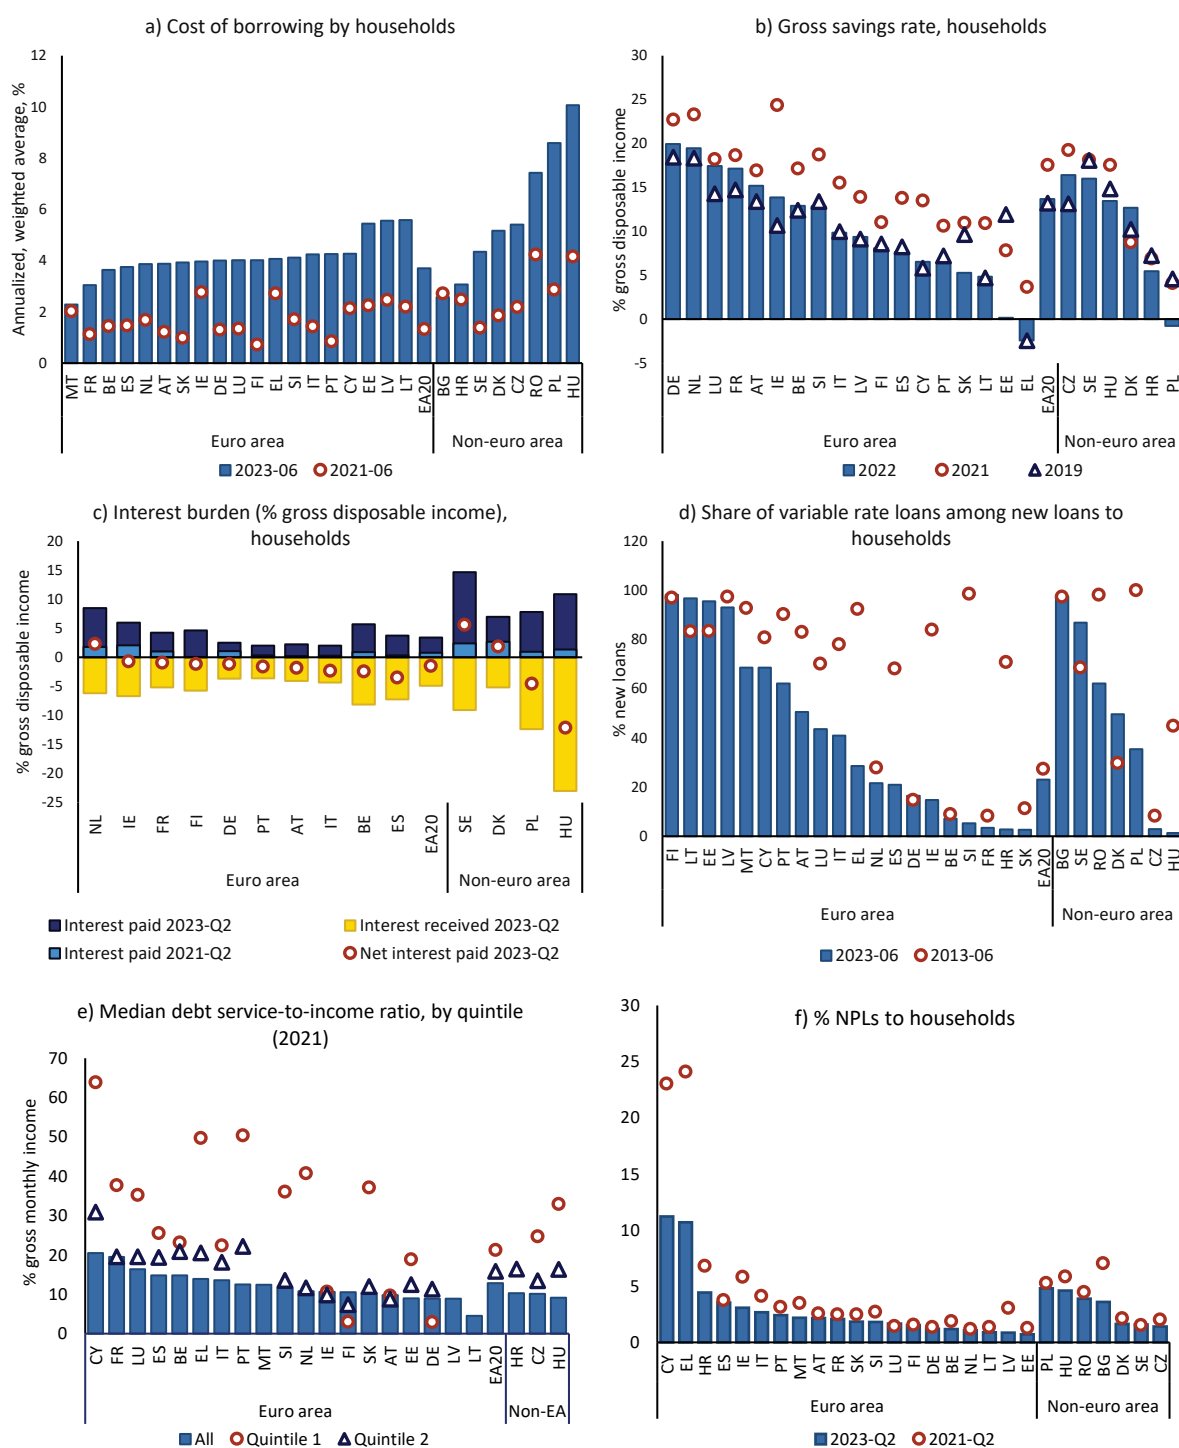 a) Cost of borrowing by households
Annualized, weighted average, %
12
10
8
6
4
2
0
MT FR BE ES NL AT SK IE DE LU FI EL SI IT PT CY EE LV LT EA20 BG HR SE DK CZ RO PL HU
Euro area Non-euro area
2023-06 2021-06
b) Gross savings rate, households
% gross disposable income
30
25
20
15
10
5
0
-5
DE NL LU FR AT IE BE SI IT LV FI ES CY PT SK LT EE EL EA20 CZ SE HU DK HR PL
Euro area Non-euro area
2022 2021 2019
c) Interest burden (% gross disposable income),
households
% gross disposable income
20
15
10
5
0
-5
-10
-15
-20
-25
NL IE FR FI DE PT AT IT BE ES EA20 SE DK PL HU
Euro area Non-euro area
Interest paid 2023-Q2 Interest received 2023-Q2
Interest paid 2021-Q2 Net interest paid 2023-Q2
d) Share of variable rate loans among new loans to
households
% new loans
120
100
80
60
40
20
0
FI LT EE LV MT CY PT AT LU IT EL NL ES DE IE BE SI FR HR SK EA20 BG SE RO DK PL CZ HU
Euro area Non-euro area
2023-06 2013-06
e) Median debt service-to-income ratio, by quintile
(2021)
% gross monthly income
70
60
50
40
30
20
10
0
CY FR LU ES BE EL IT PT MT SI NL IE FI SK AT EE DE LV LT EA20 HR CZ HU
Euro area Non-EA
All Quintile 1 Quintile 2
f) % NPLs to households
30
25
20
15
10
5
0
CY EL HR ES IE IT PT MT AT FR SK SI LU FI DE BE NL LT LV EE PL HU RO BG DK SE CZ
Euro area Non-euro area
2023-Q2 2021-Q2